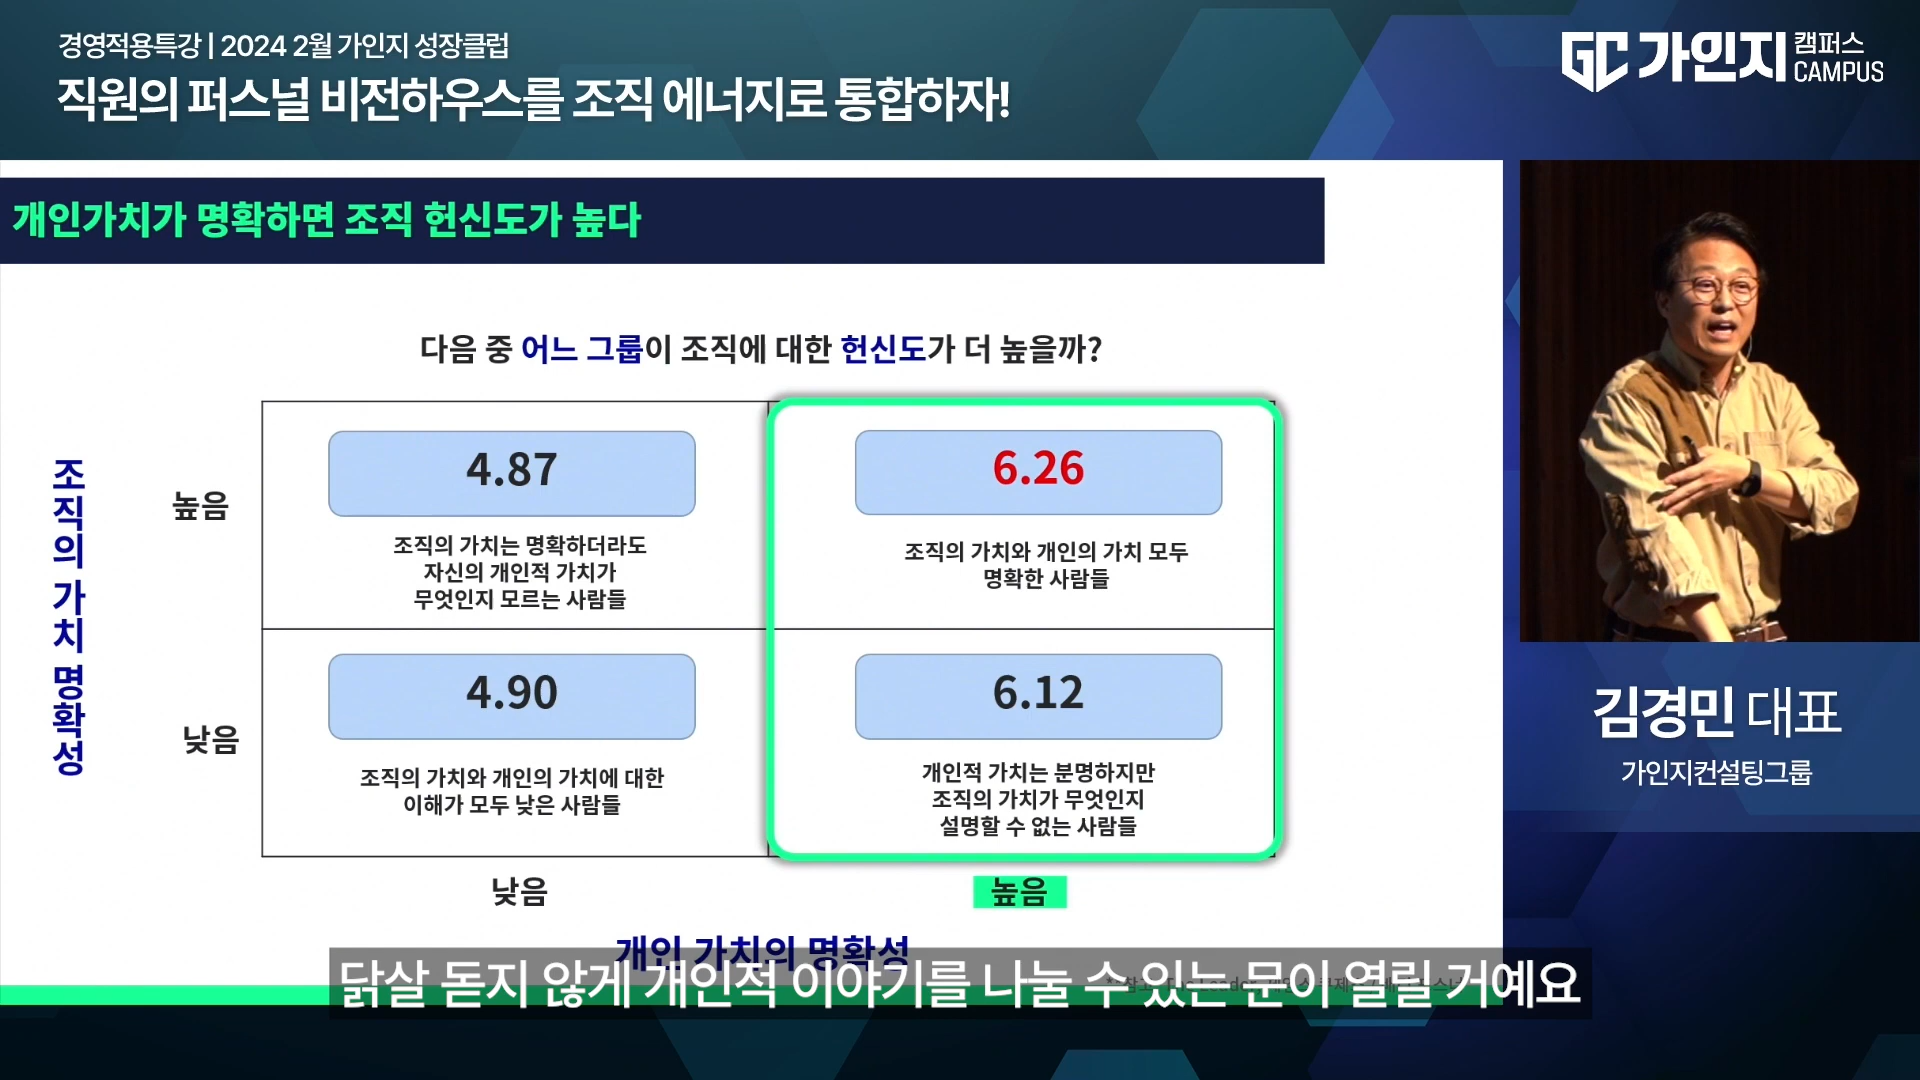 경영적용특강 | 2024 2월 가인지 성장클럽
직원의 퍼스널 비전하우스를 조직 에너지로 통합하자!
GC 가인지 캠퍼스 CAMPUS
개인가치가 명확하면 조직 헌신도가 높다
다음 중 어느 그룹이 조직에 대한 헌신도가 더 높을까?
조직의 가치 명확성
높음
4.87
조직의 가치는 명확하더라도
자신의 개인적 가치가
무엇인지 모르는 사람들
6.26
조직의 가치와 개인의 가치 모두
명확한 사람들
낮음
4.90
조직의 가치와 개인의 가치에 대한
이해가 모두 낮은 사람들
6.12
개인적 가치는 분명하지만
조직의 가치가 무엇인지
설명할 수 없는 사람들
낮음
높음
개인 가치의 명확성
닭살 돋지 않게 개인적 이야기를 나눌 수 있는 문이 열릴 거예요
김경민 대표
가인지컨설팅그룹